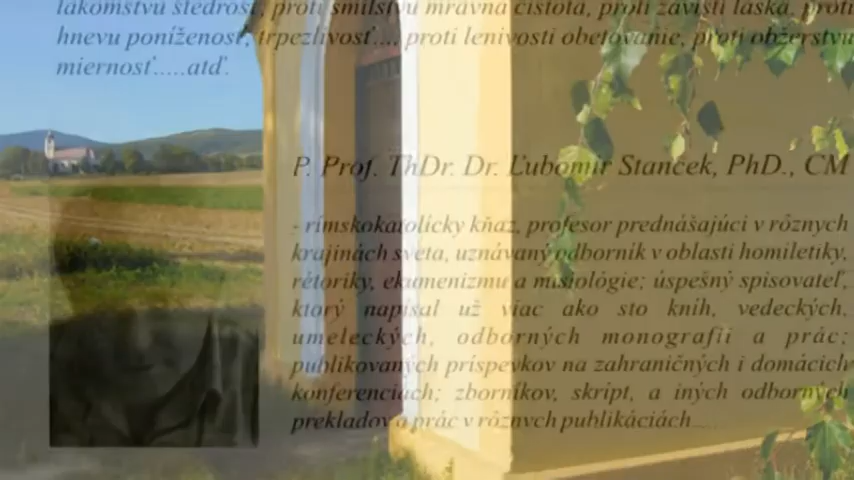 lakomstvu štedrosť, proti smilstvu mravná čistota, proti závisti láska, proti
hnevu poníženosť, trpezlivosť.... proti lenivosti obetovanie, proti obžerstvu
miernosť.....atď.
P. Prof. ThDr. Dr. Ľubomír Stanček, PhD., CM
- rímskokatolícky kňaz, profesor prednášajúci v rôznych
krajinách sveta, uznávaný odborník v oblasti homiletiky,
rétoriky, ekumenizmu a misiológie; úspešný spisovateľ,
ktorý napísal už viac ako sto kníh, vedeckých,
umeleckých, odborných monografií a prác;
publikovaných príspevkov na zahraničných i domácich
konferenciách; zborníkov, skrípt, a iných odborných
prekladov a prác v rôznych publikáciách.....